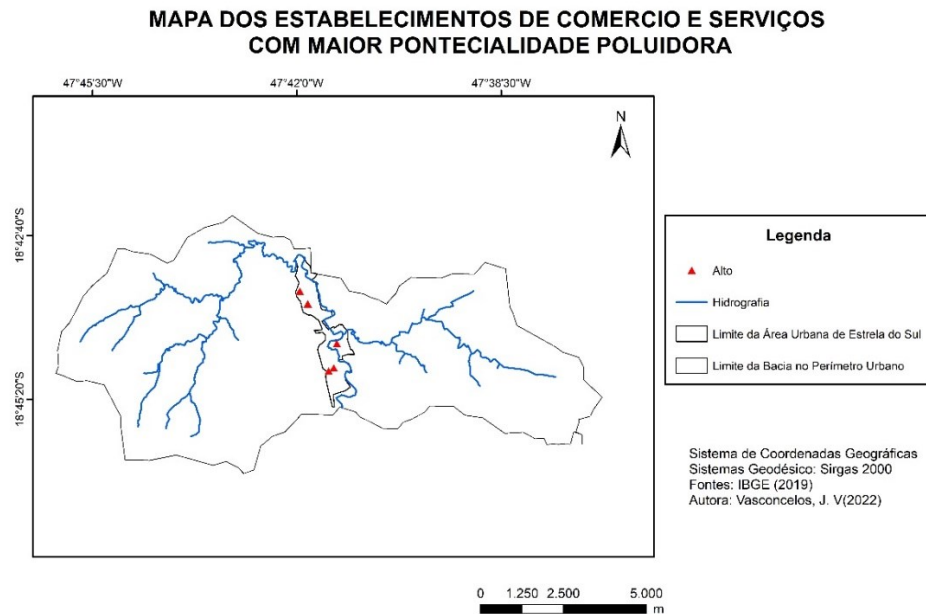 MAPA DOS ESTABELECIMENTOS DE COMERCIO E SERVIÇOS
COM MAIOR PONTECIALIDADE POLUIDORA
47°45'30"W
47°42'0"W
47°38'30"W
N
18°42'40"S
18°45'20"S
Legenda
Alto
Hidrografia
Limite da Área Urbana de Estrela do Sul
Limite da Bacia no Perímetro Urbano
Sistema de Coordenadas Geográficas
Sistemas Geodésico: Sirgas 2000
Fontes: IBGE (2019)
Autora: Vasconcelos, J. V(2022)
0 1.250 2.500 5.000
m